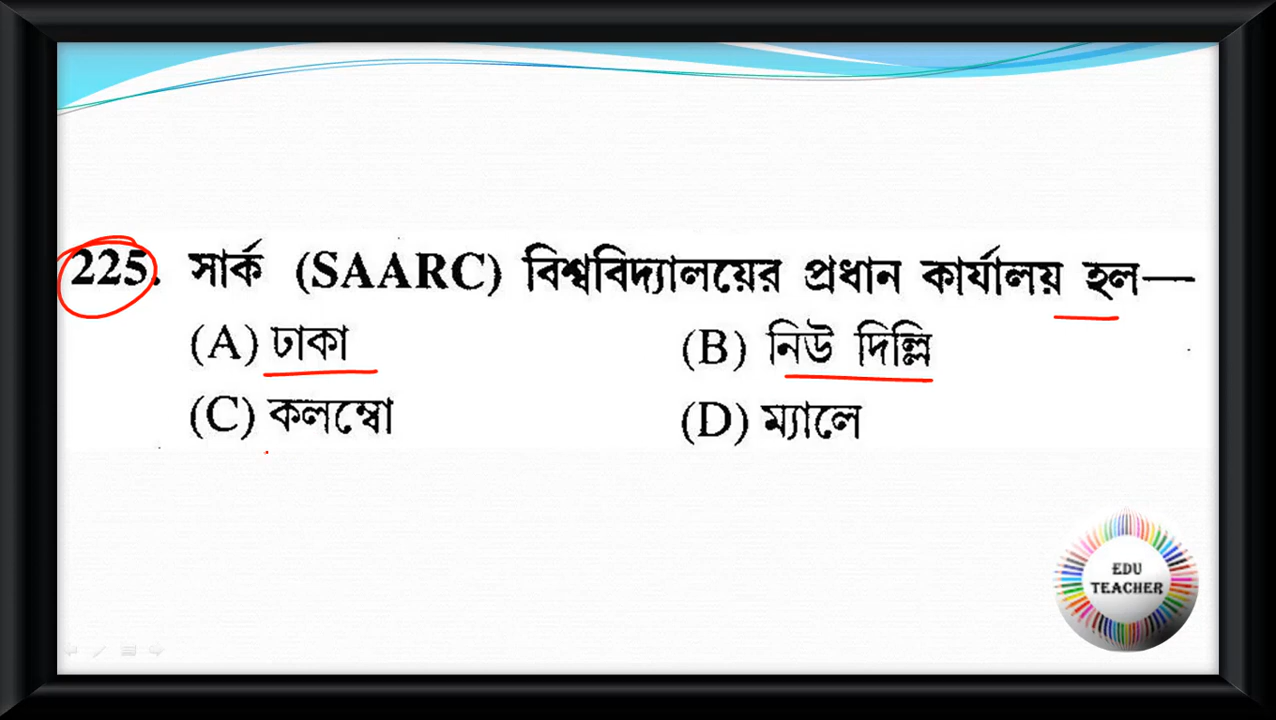 225. সার্ক (SAARC) বিশ্ববিদ্যালয়ের প্রধান কার্যালয় হল—
(A) ঢাকা (B) নিউ দিল্লি
(C) কলম্বো (D) ম্যালে
EDU
TEACHER